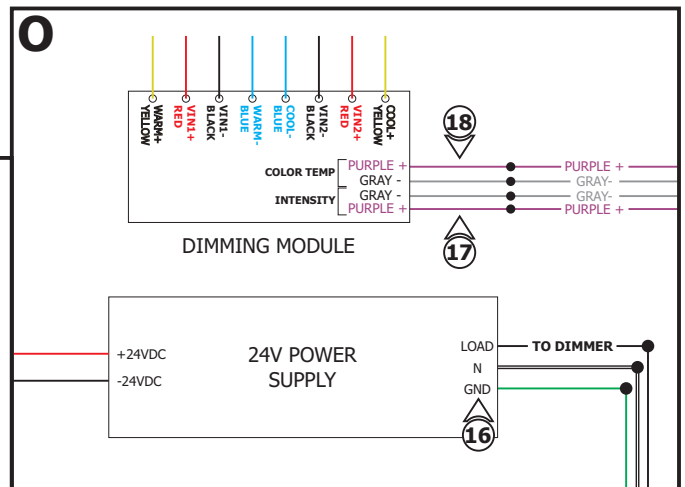 O
WARM+
YELLOW
VIN1+
RED
VIN1-
BLACK
WARM-
BLUE
COOL-
BLUE
VIN2-
BLACK
VIN2+
RED
COOL+
YELLOW
COLOR TEMP
PURPLE +
GRAY -
INTENSITY
GRAY -
PURPLE +
18
PURPLE +
GRAY-
GRAY-
PURPLE +
17
DIMMING MODULE
+24VDC
-24VDC
24V POWER
SUPPLY
LOAD
N
GND
TO DIMMER
16